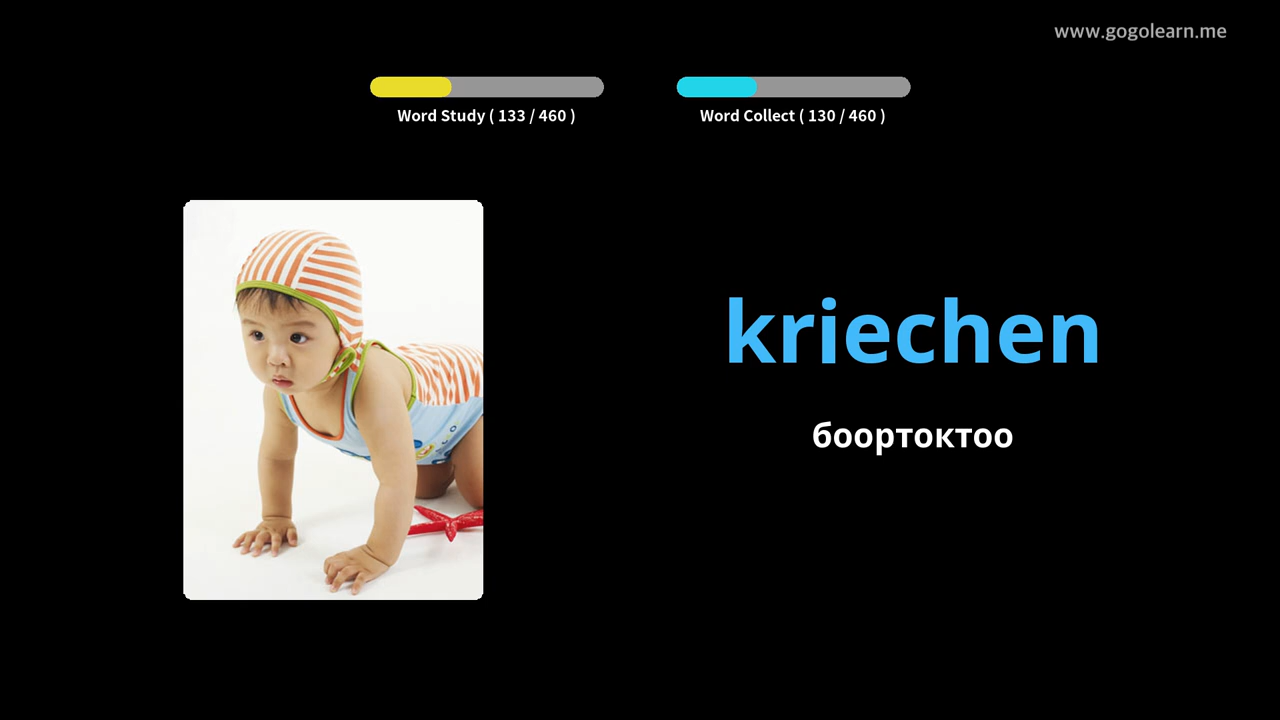 www.gogolearn.me
Word Study ( 133 / 460 )
Word Collect ( 130 / 460 )
kriechen
боортоктоо